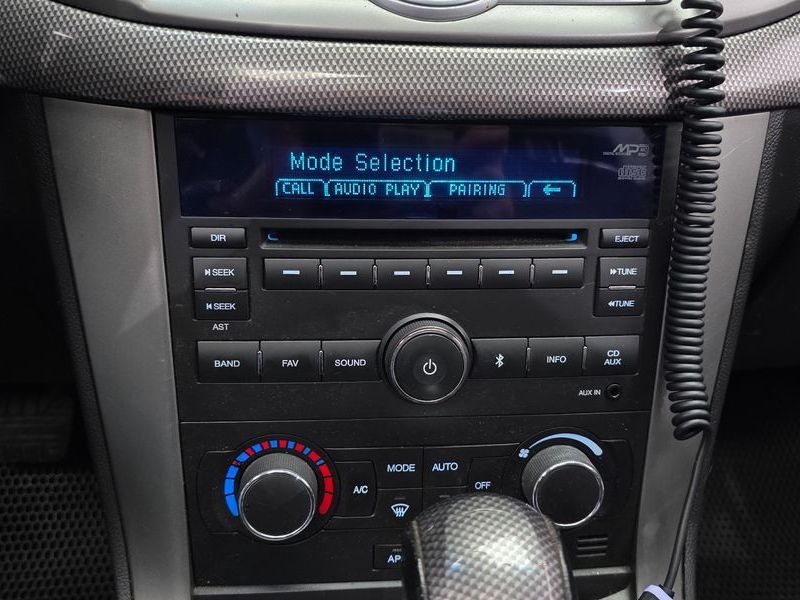 Mode Selection
CALL AUDIO PLAY PAIRING
MP3
DIR
EJECT
SEEK
TUNE
SEEK
TUNE
AST
BAND
FAV
SOUND
INFO
CD
AUX
AUX IN
MODE
AUTO
A/C
OFF